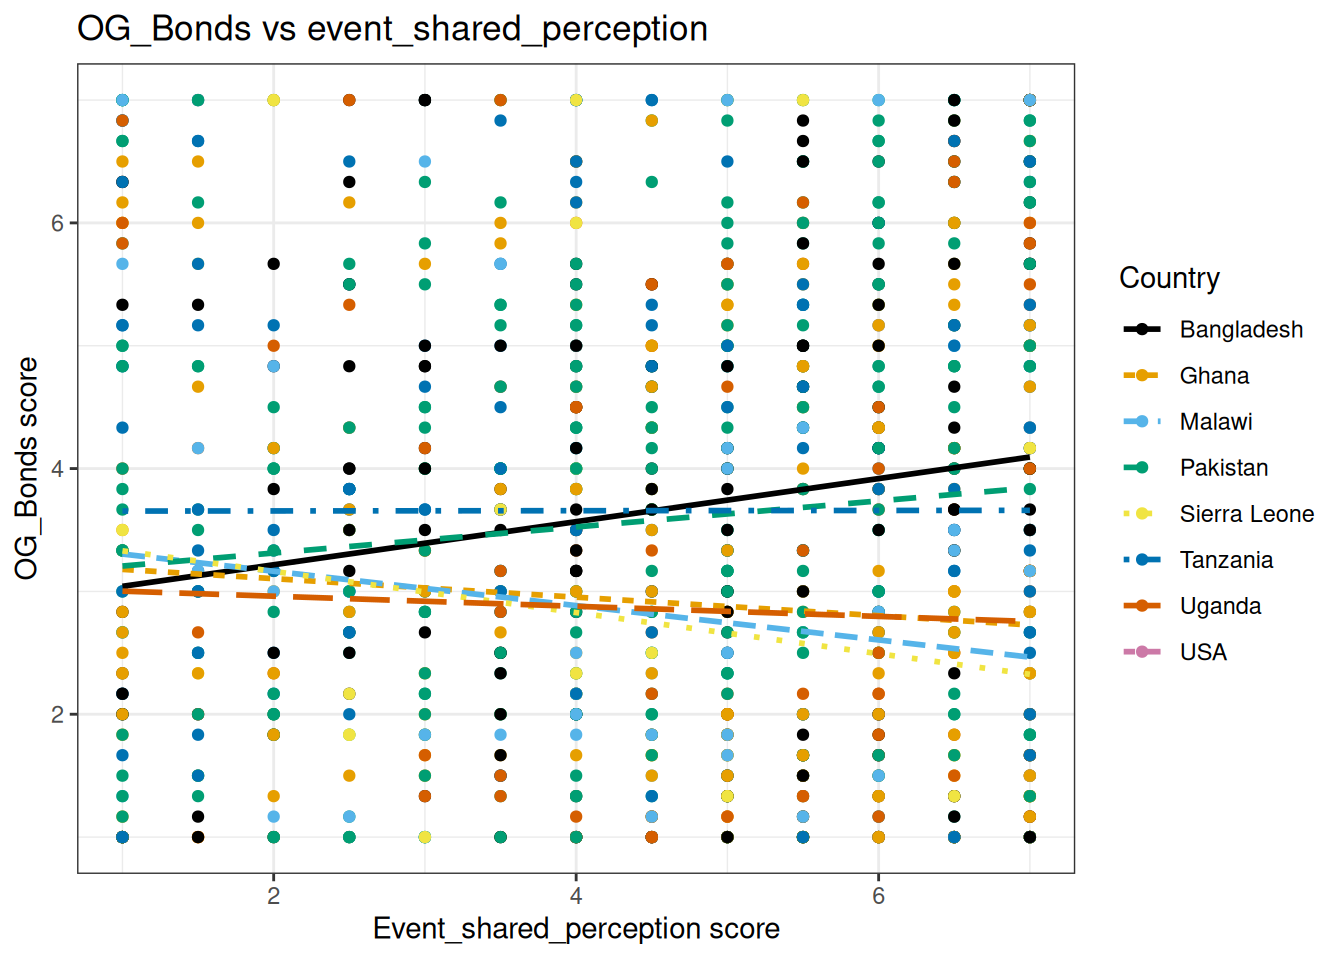 OG_Bonds vs event_shared_perception
OG_Bonds score
6
4
2
2
4
6
Event_shared_perception score
Country
Bangladesh
Ghana
Malawi
Pakistan
Sierra Leone
Tanzania
Uganda
USA